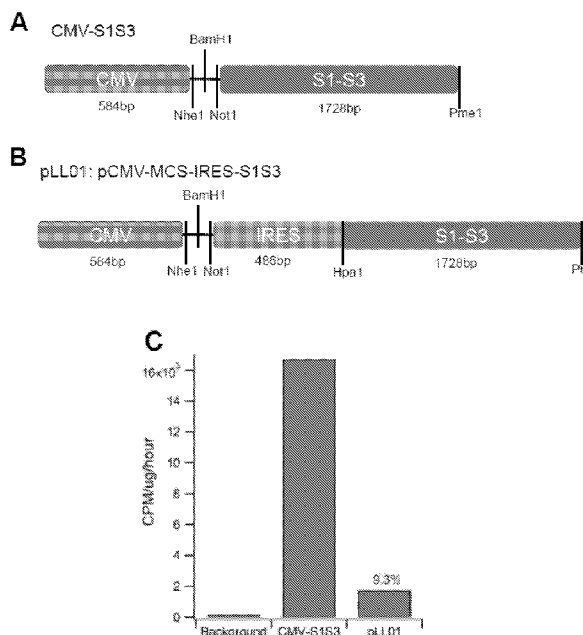 A
CMV-S1S3
BamH1
CMV
S1-S3
584bp
Nhe1
Not1
1728bp
Pme1
B
pLL01: pCMV-MCS-IRES-S1S3
BamH1
CMV
IRES
S1-S3
584bp
Nhe1
Not1
486bp
Hpa1
1728bp
C
16x10³
14
12
10
8
6
4
2
0
CPM/ug/hour
9.3%
Background
CMV-S1S3
pLL01